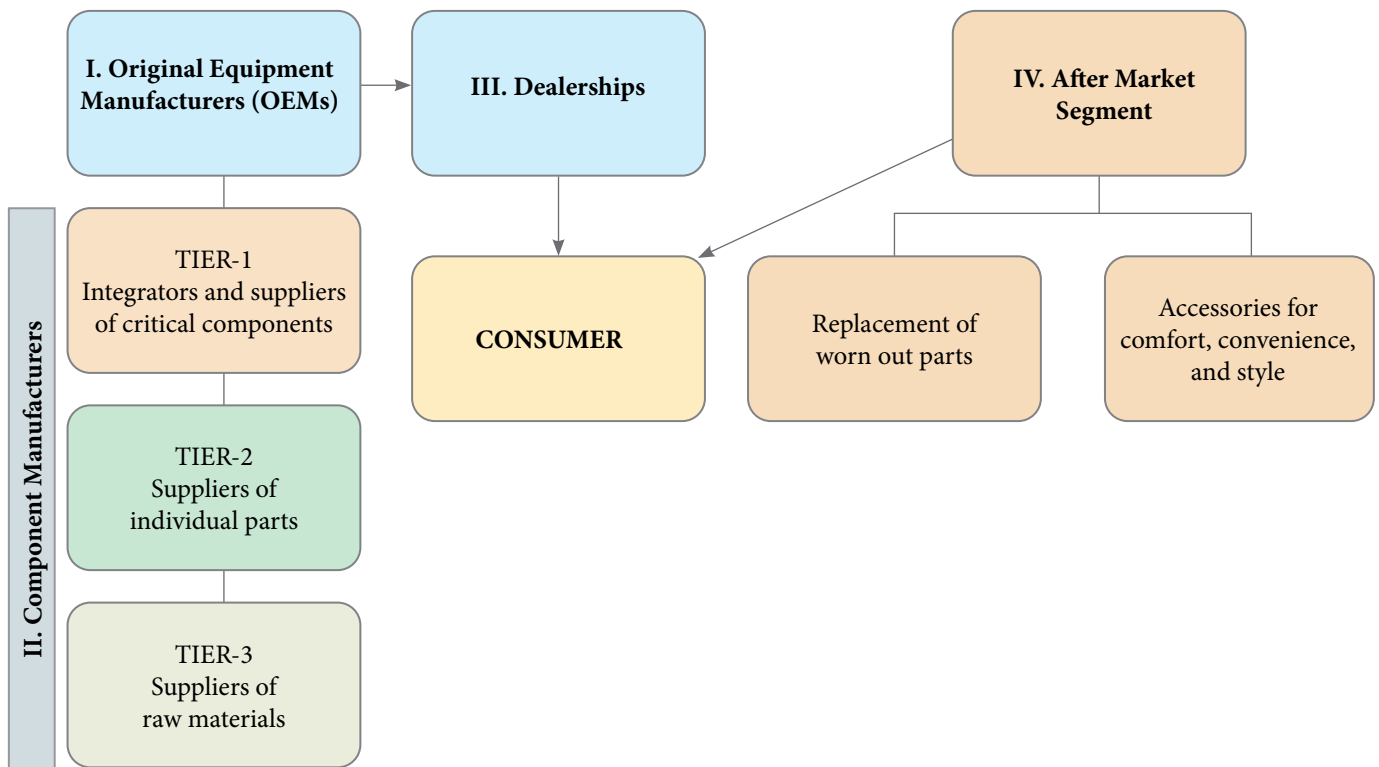 I. Original Equipment
Manufacturers (OEMs)
III. Dealerships
IV. After Market
Segment
II. Component Manufacturers
TIER-1
Integrators and suppliers
of critical components
CONSUMER
Replacement of
worn out parts
Accessories for
comfort, convenience,
and style
TIER-2
Suppliers of
individual parts
TIER-3
Suppliers of
raw materials